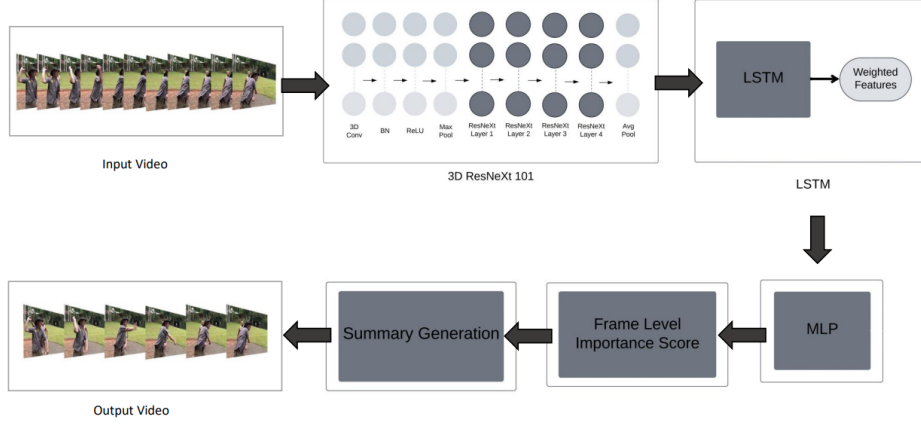 Input Video
3D
Conv
BN
ReLU
Max
Pool
ResNeXt
Layer 1
ResNeXt
Layer 2
ResNeXt
Layer 3
ResNeXt
Layer 4
Avg
Pool
3D ResNeXt 101
LSTM
Weighted
Features
LSTM
MLP
Frame Level
Importance Score
Summary Generation
Output Video